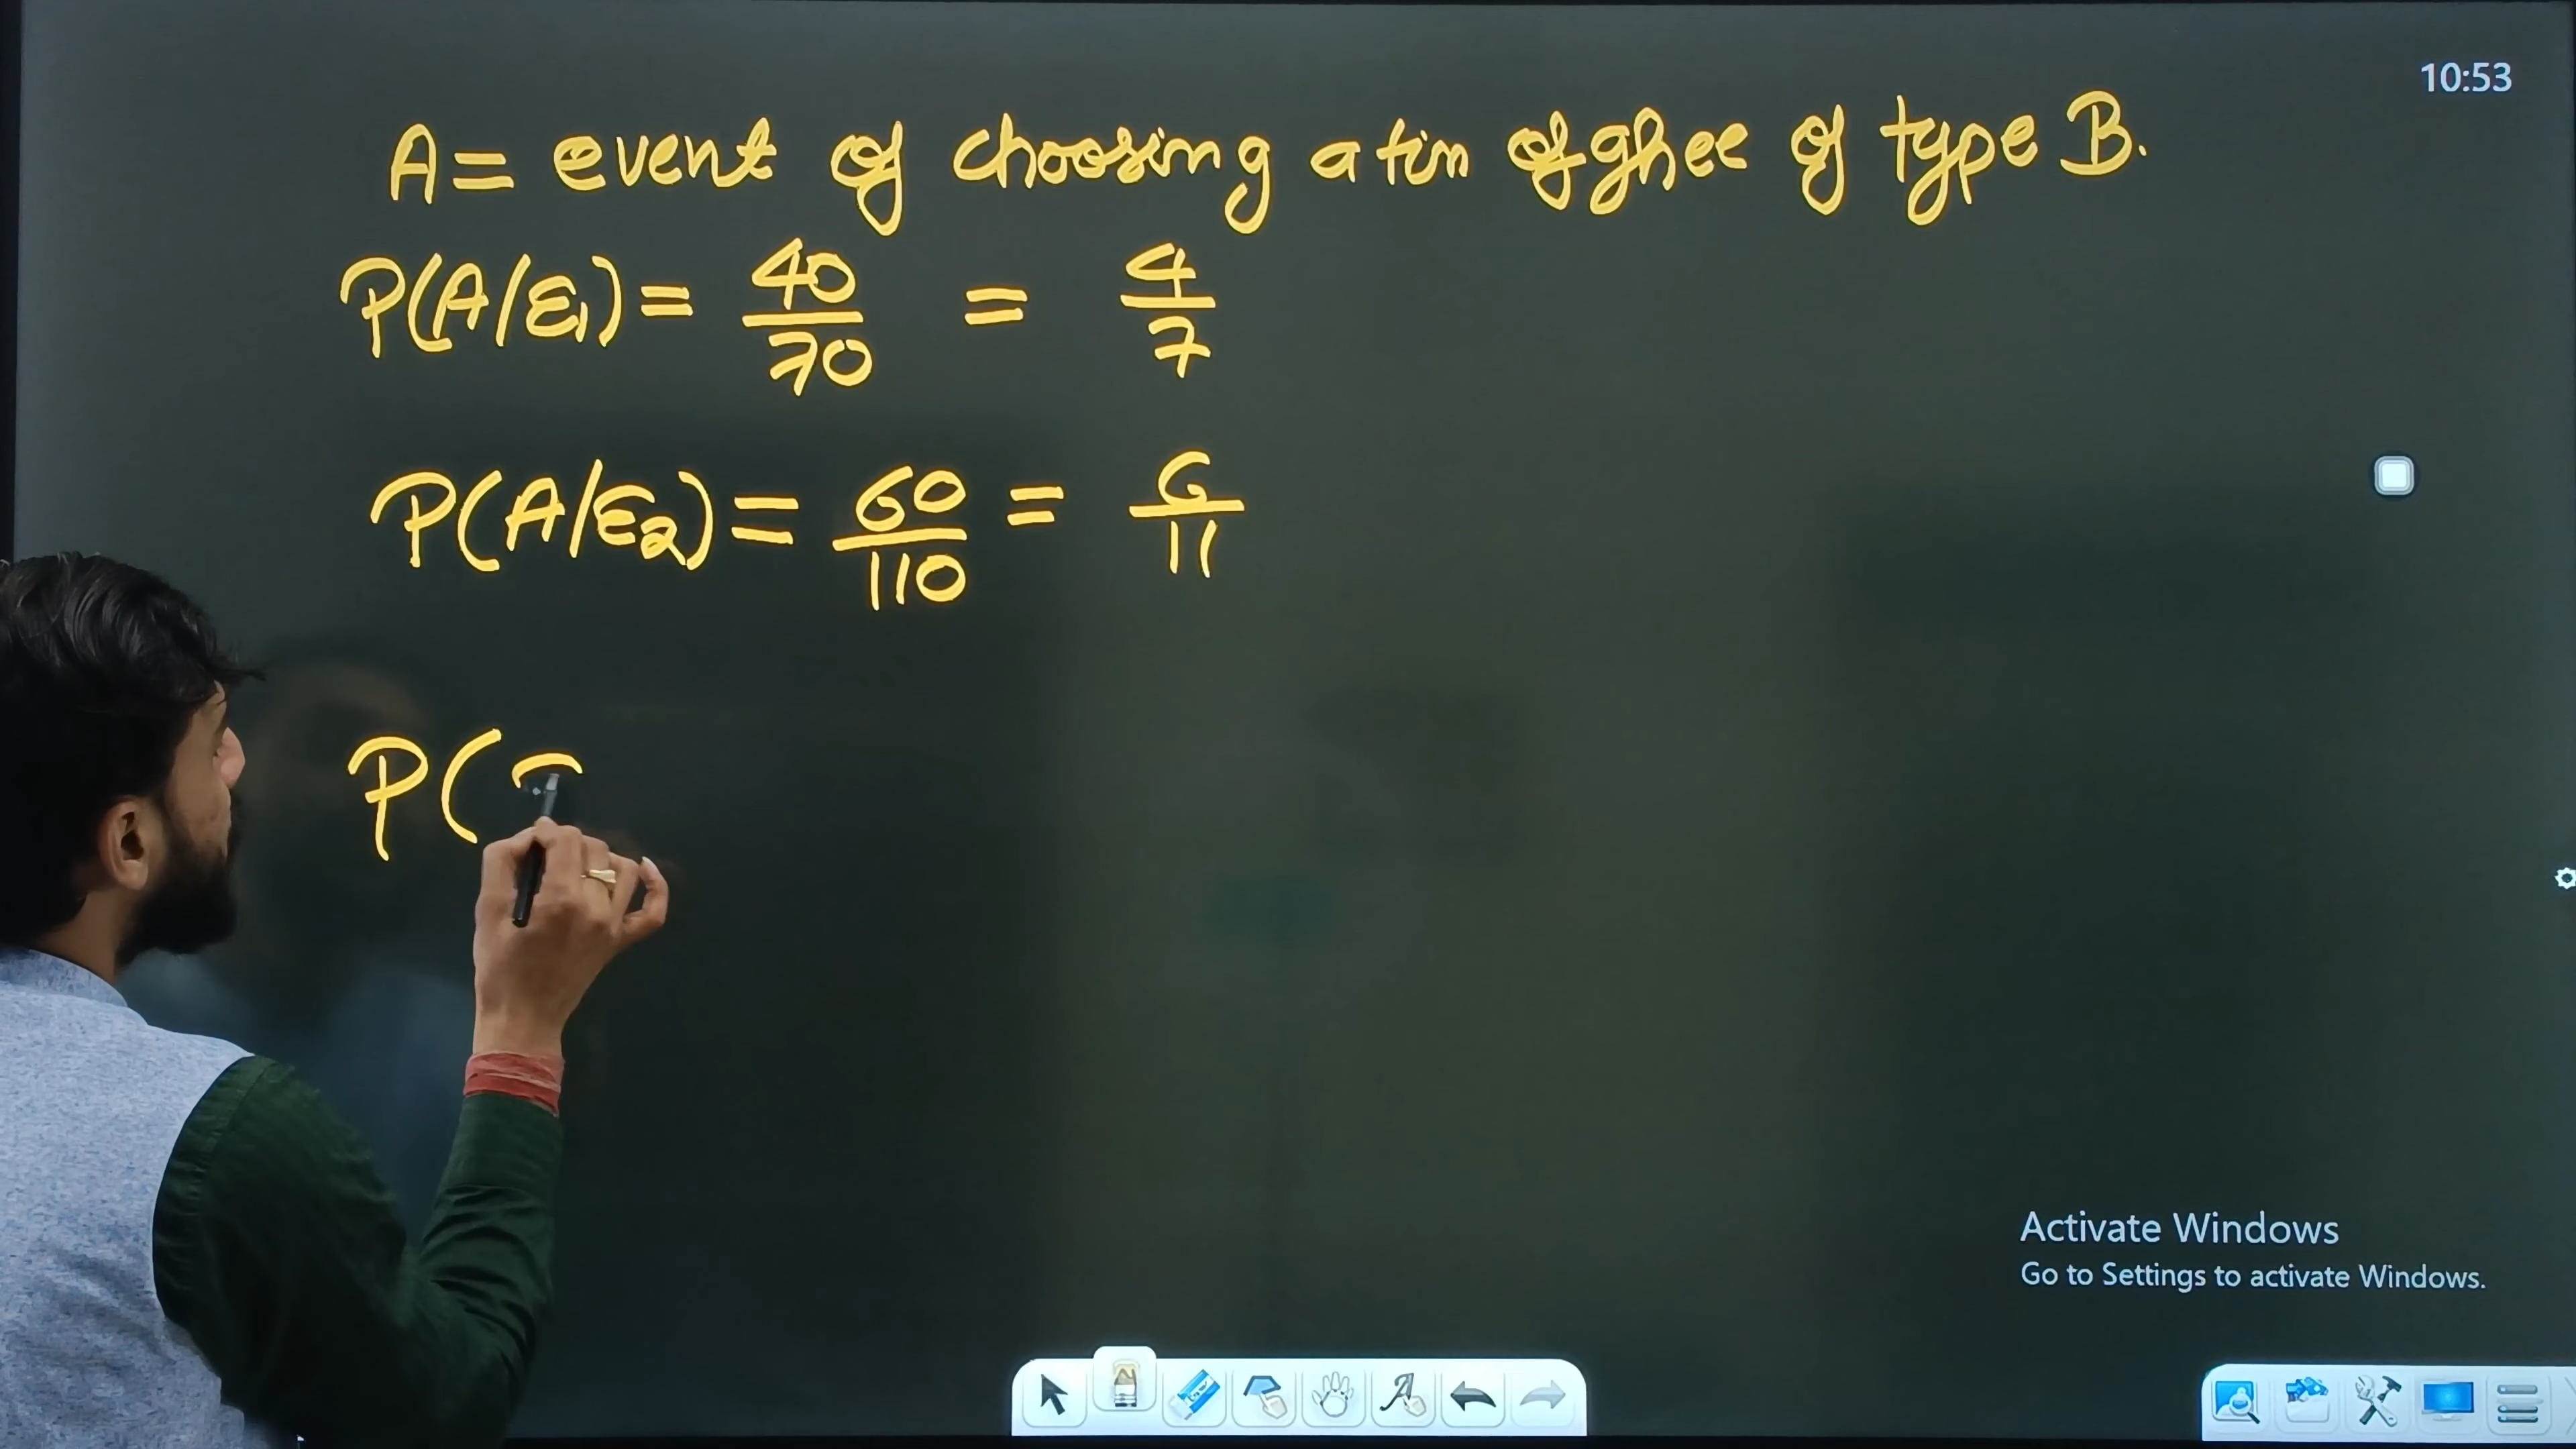 10:53
A = event of choosing a tin of ghee of type B.
P(A/E₁) = 40/70 = 4/7
P(A/E₂) = 60/110 = 6/11
P(
Activate Windows
Go to Settings to activate Windows.